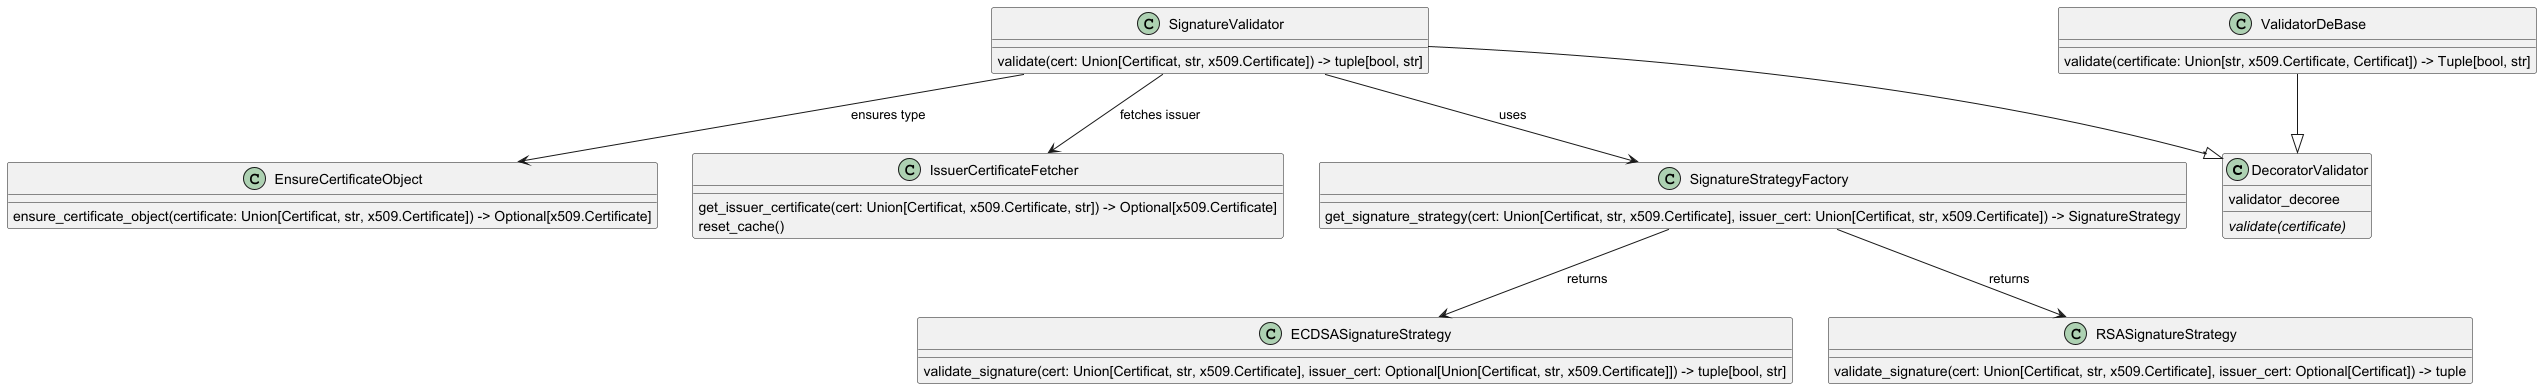 C SignatureValidator
validate(cert: Union[Certificat, str, x509.Certificate]) -> tuple[bool, str]
C ValidatorDeBase
validate(certificate: Union[str, x509.Certificate, Certificat]) -> Tuple[bool, str]
ensures type
fetches issuer
uses
C EnsureCertificateObject
ensure_certificate_object(certificate: Union[Certificat, str, x509.Certificate]) -> Optional[x509.Certificate]
C IssuerCertificateFetcher
get_issuer_certificate(cert: Union[Certificat, x509.Certificate, str]) -> Optional[x509.Certificate]
reset_cache()
C SignatureStrategyFactory
get_signature_strategy(cert: Union[Certificat, str, x509.Certificate], issuer_cert: Union[Certificat, str, x509.Certificate]) -> SignatureStrategy
C DecoratorValidator
validator_decoree
validate(certificate)
returns
returns
C ECDSASignatureStrategy
validate_signature(cert: Union[Certificat, str, x509.Certificate], issuer_cert: Optional[Union[Certificat, str, x509.Certificate]]) -> tuple[bool, str]
C RSASignatureStrategy
validate_signature(cert: Union[Certificat, str, x509.Certificate], issuer_cert: Optional[Certificat]) -> tuple